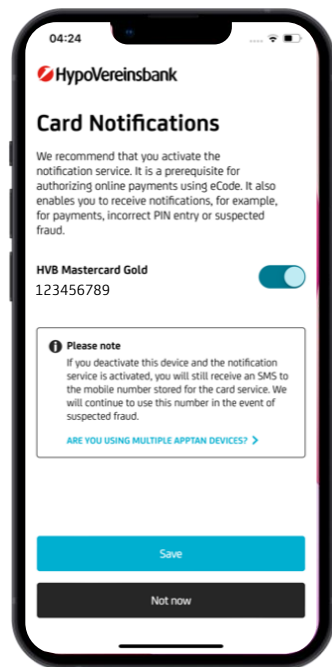 04:24
HypoVereinsbank
Card Notifications
We recommend that you activate the
notification service. It is a prerequisite for
authorizing online payments using eCode. It also
enables you to receive notifications, for example,
for payments, incorrect PIN entry or suspected
fraud.
HVB Mastercard Gold
123456789
Please note
If you deactivate this device and the notification
service is activated, you will still receive an SMS to
the mobile number stored for the card service. We
will continue to use this number in the event of
suspected fraud.
ARE YOU USING MULTIPLE APPTAN DEVICES?
Save
Not now